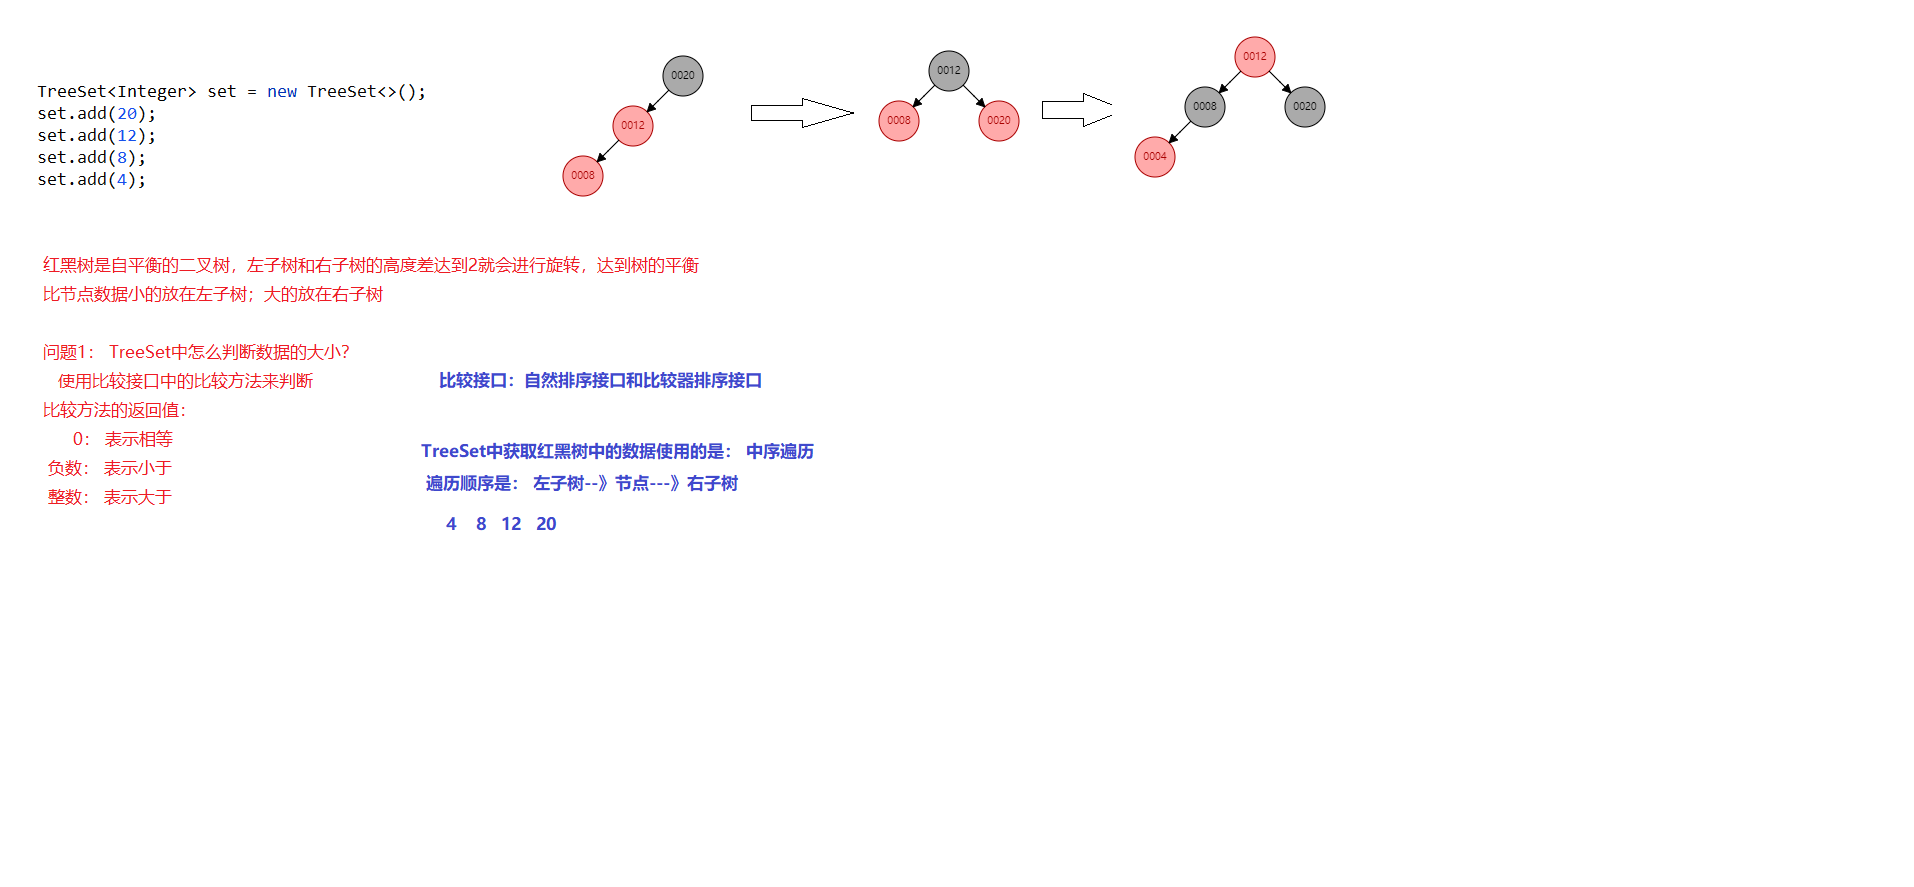 TreeSet<Integer> set = new TreeSet<>();
set.add(20);
set.add(12);
set.add(8);
set.add(4);
0020
0012
0008
0012
0008
0020
0012
0008
0020
0004
红黑树是自平衡的二叉树，左子树和右子树的高度差达到2就会进行旋转，达到树的平衡
比节点数据小的放在左子树；大的放在右子树
问题1： TreeSet中怎么判断数据的大小?
使用比较接口中的比较方法来判断
比较方法的返回值：
0： 表示相等
负数： 表示小于
整数： 表示大于
比较接口：自然排序接口和比较器排序接口
TreeSet中获取红黑树中的数据使用的是： 中序遍历
遍历顺序是： 左子树--》节点---》右子树
4 8 12 20